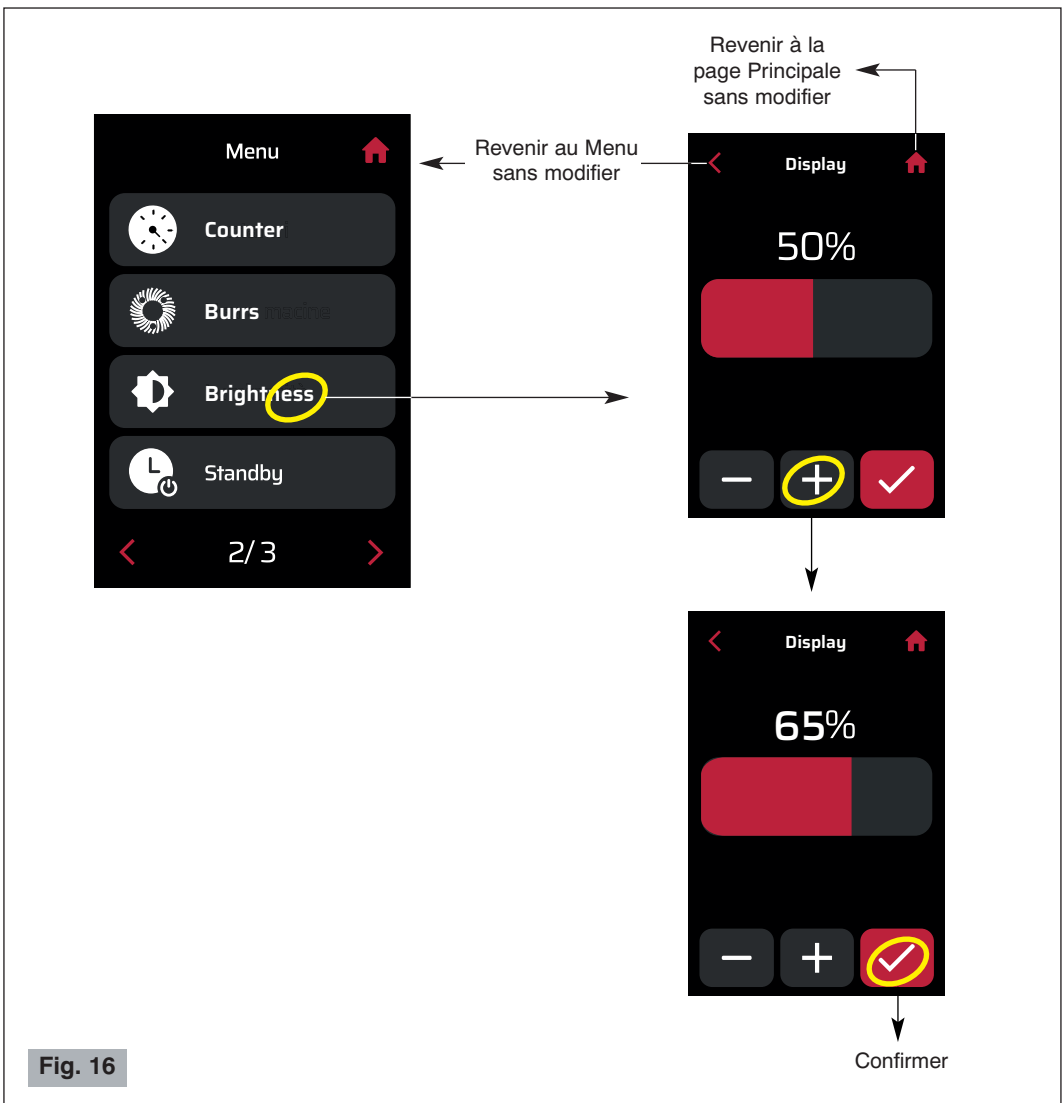 Revenir à la
page Principale
sans modifier
Menu
Revenir au Menu
sans modifier
Display
Counter
50%
Burrs
Brightness
Standby
2/3
Display
65%
Confirmer
Fig. 16